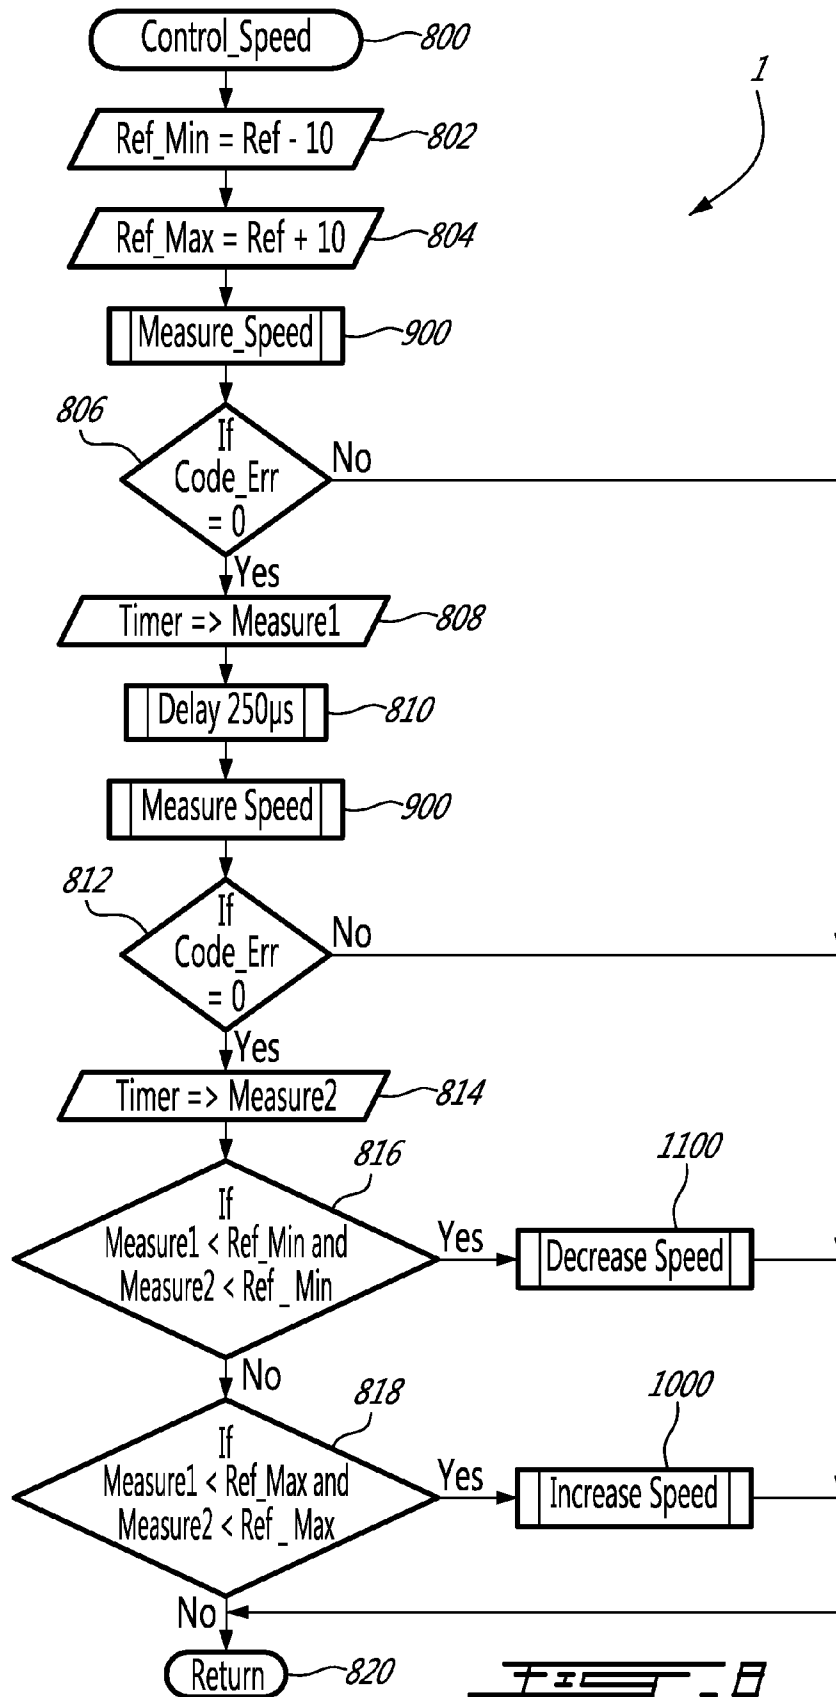 Control_Speed 800
1
Ref_Min = Ref - 10 802
Ref_Max = Ref + 10 804
Measure_Speed 900
806
If
Code_Err
= 0
No
Yes
Timer => Measure1 808
Delay 250µs 810
Measure Speed 900
812
If
Code_Err
= 0
No
Yes
Timer => Measure2 814
816
If
Measure1 < Ref_Min and
Measure2 < Ref _ Min
Yes
1100
Decrease Speed
No
818
If
Measure1 < Ref_Max and
Measure2 < Ref _ Max
Yes
1000
Increase Speed
No
Return 820
FIG_8